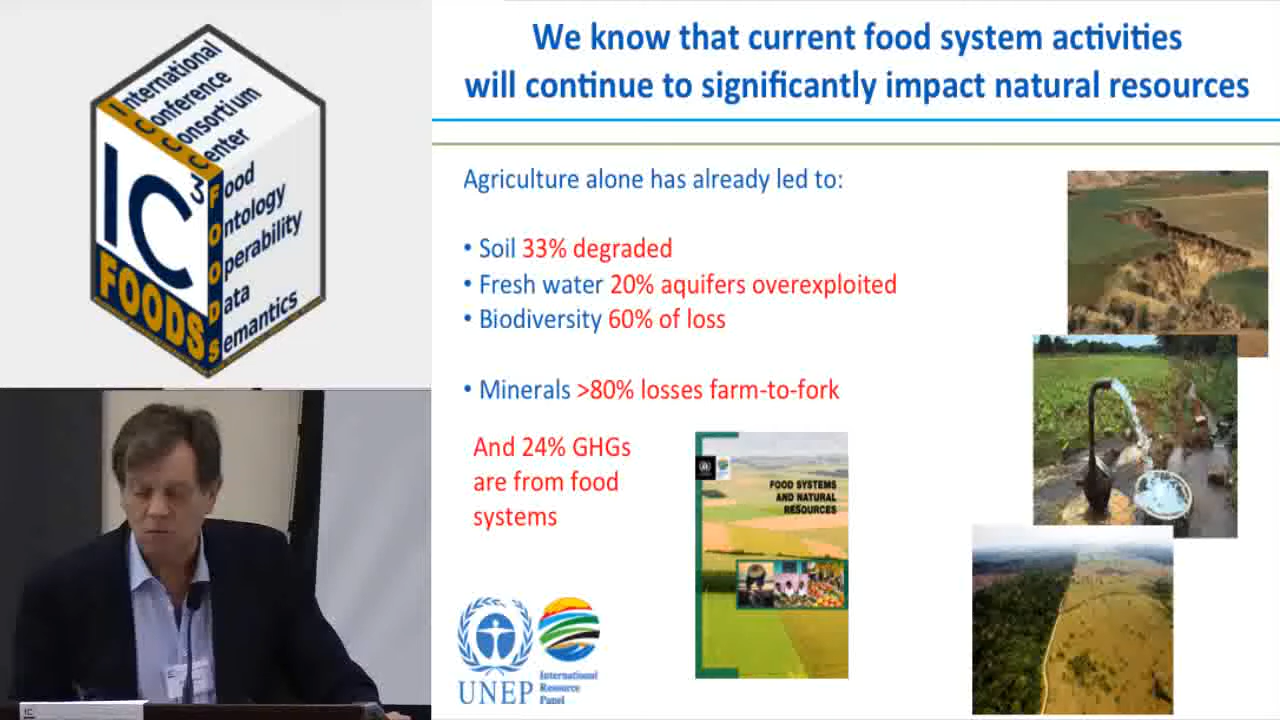 International
Conference
Consortium
Center
IC3
FOODS
Food
Ontology
Operability
Data
Semantics
We know that current food system activities
will continue to significantly impact natural resources
Agriculture alone has already led to:
• Soil 33% degraded
• Fresh water 20% aquifers overexploited
• Biodiversity 60% of loss
• Minerals >80% losses farm-to-fork
And 24% GHGs
are from food
systems
FOOD SYSTEMS
AND NATURAL
RESOURCES
UNEP
International
Resource
Panel
IC